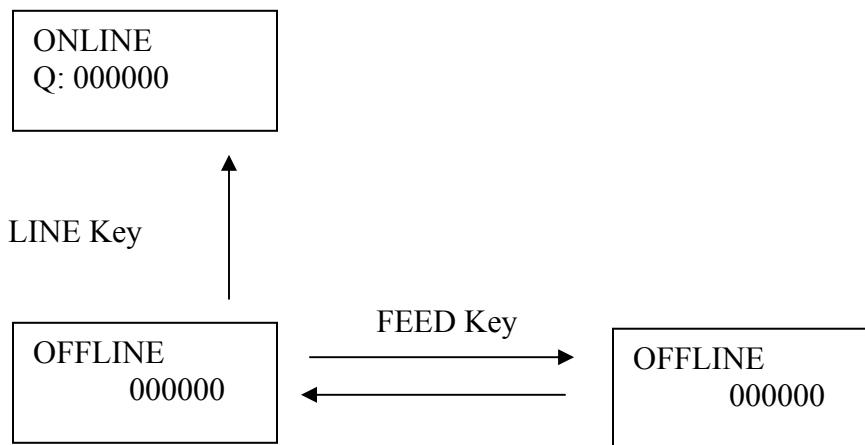 ONLINE
Q: 000000
LINE Key
FEED Key
OFFLINE
000000
OFFLINE
000000